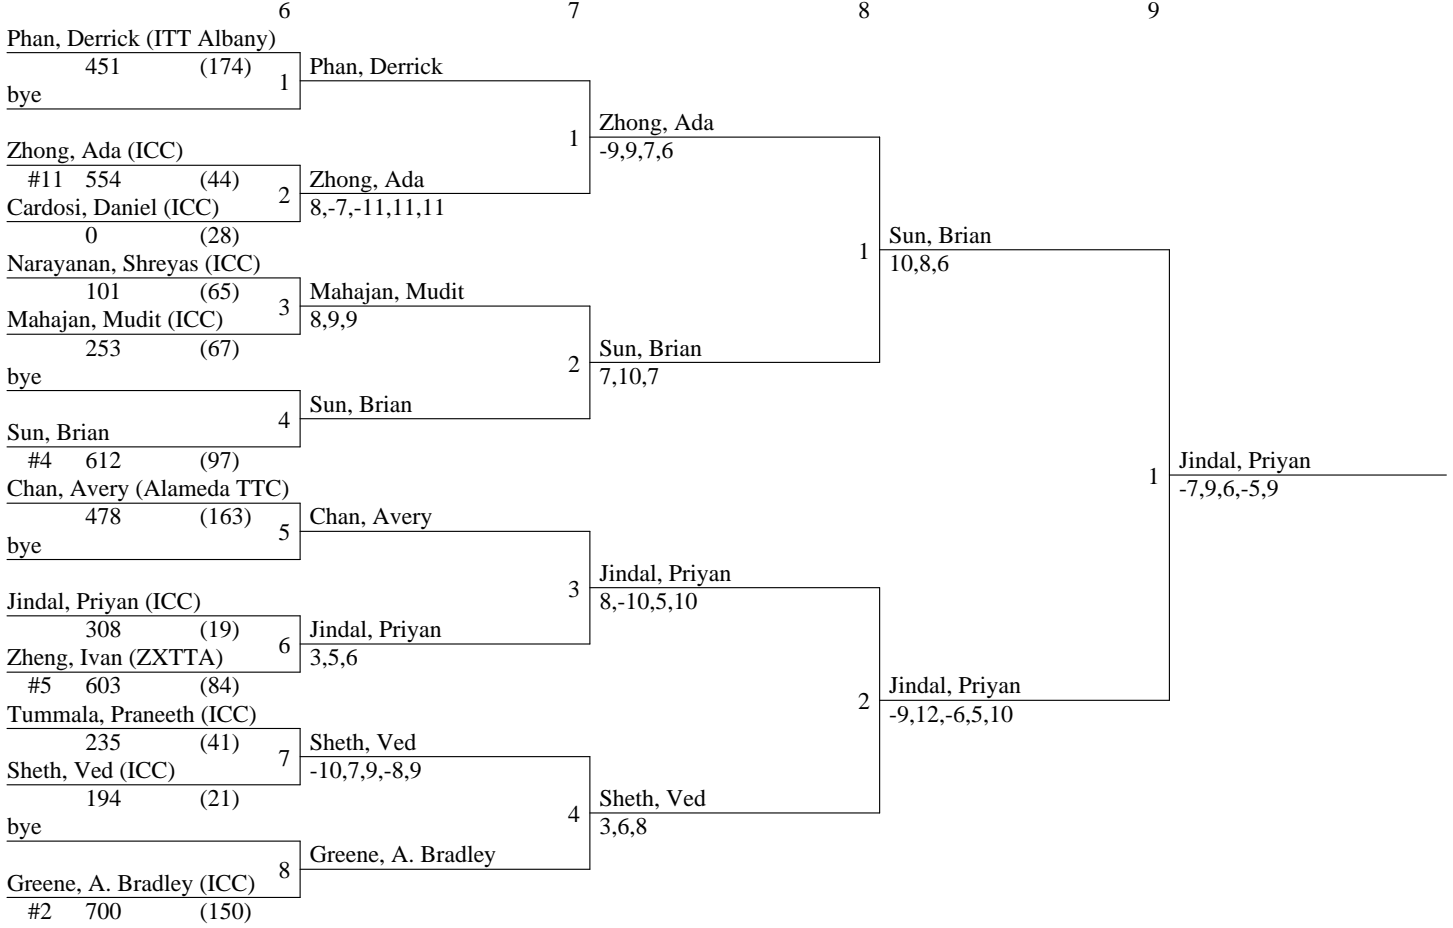 6 7 8 9
Phan, Derrick (ITT Albany)
451 (174)
1 Phan, Derrick
bye
1 Zhong, Ada
-9,9,7,6
Zhong, Ada (ICC)
#11 554 (44)
2 Zhong, Ada
8,-7,-11,11,11
Cardosi, Daniel (ICC)
0 (28)
1 Sun, Brian
10,8,6
Narayanan, Shreyas (ICC)
101 (65)
3 Mahajan, Mudit
8,9,9
Mahajan, Mudit (ICC)
253 (67)
2 Sun, Brian
7,10,7
bye
4 Sun, Brian
Sun, Brian
#4 612 (97)
1 Jindal, Priyan
-7,9,6,-5,9
Chan, Avery (Alameda TTC)
478 (163)
5 Chan, Avery
bye
3 Jindal, Priyan
8,-10,5,10
Jindal, Priyan (ICC)
308 (19)
6 Jindal, Priyan
3,5,6
Zheng, Ivan (ZXTTA)
#5 603 (84)
2 Jindal, Priyan
-9,12,-6,5,10
Tummala, Praneeth (ICC)
235 (41)
7 Sheth, Ved
-10,7,9,-8,9
Sheth, Ved (ICC)
194 (21)
4 Sheth, Ved
3,6,8
bye
8 Greene, A. Bradley
Greene, A. Bradley (ICC)
#2 700 (150)